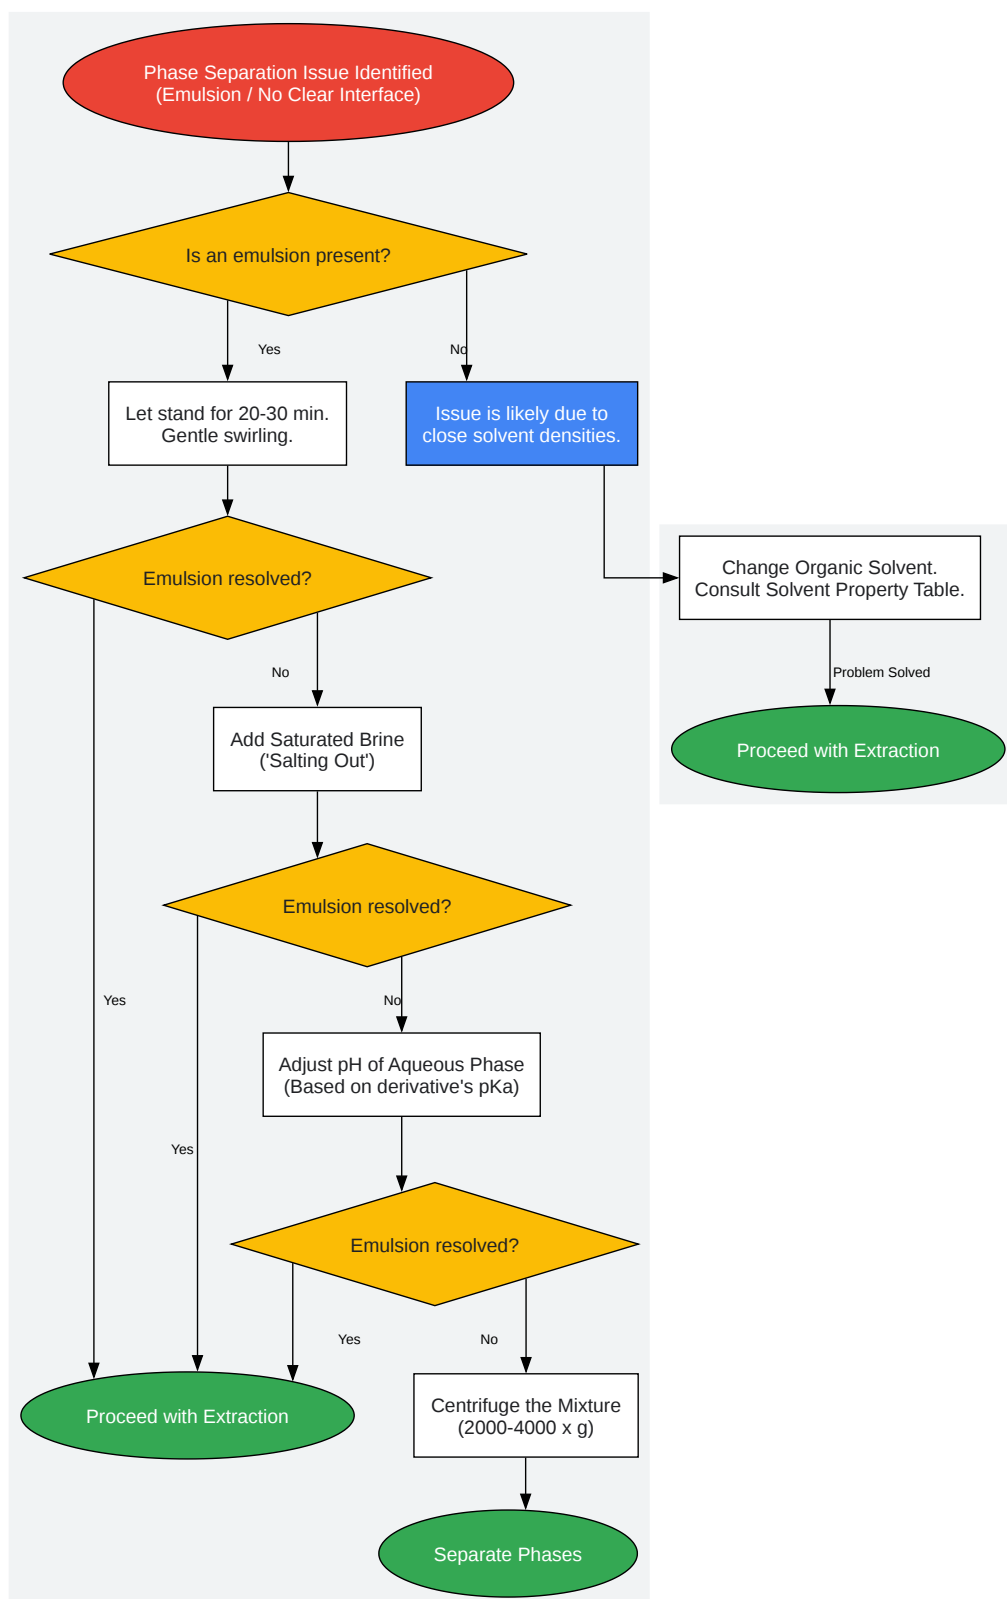 Phase Separation Issue Identified
(Emulsion / No Clear Interface)
Is an emulsion present?
Yes
No
Let stand for 20-30 min.
Gentle swirling.
Issue is likely due to
close solvent densities.
Emulsion resolved?
Change Organic Solvent.
Consult Solvent Property Table.
No
Problem Solved
Add Saturated Brine
('Salting Out')
Proceed with Extraction
Emulsion resolved?
Yes
No
Adjust pH of Aqueous Phase
(Based on derivative's pKa)
Yes
Emulsion resolved?
Yes
No
Proceed with Extraction
Centrifuge the Mixture
(2000-4000 x g)
Separate Phases